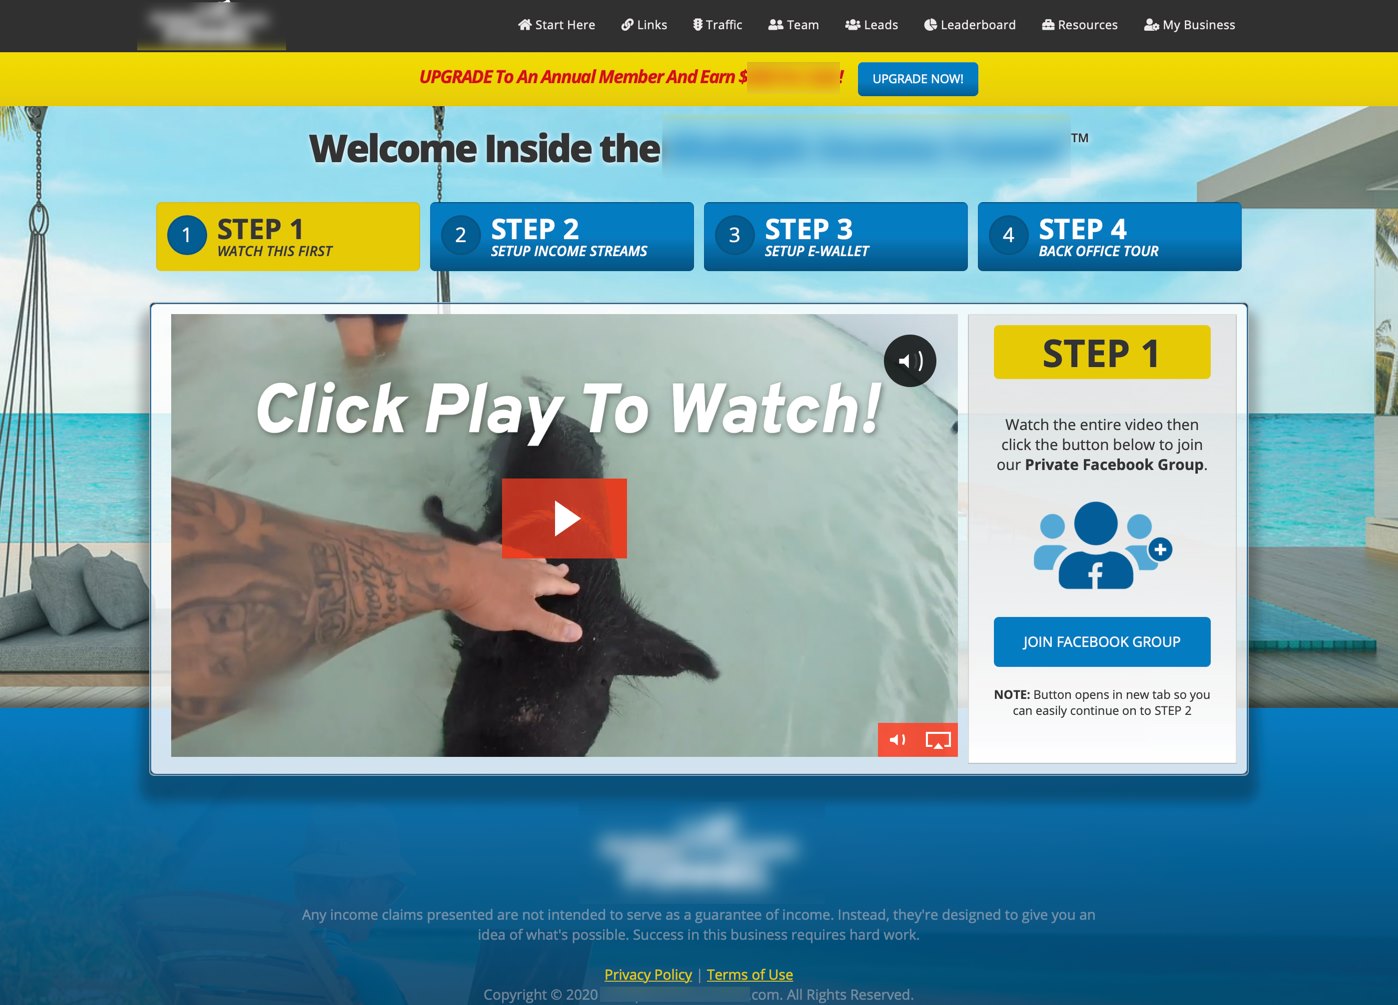 Start Here
Links
Traffic
Team
Leads
Leaderboard
Resources
My Business
UPGRADE To An Annual Member And Earn $ !
UPGRADE NOW!
Welcome Inside the ™
1
STEP 1
WATCH THIS FIRST
2
STEP 2
SETUP INCOME STREAMS
3
STEP 3
SETUP E-WALLET
4
STEP 4
BACK OFFICE TOUR
Click Play To Watch!
STEP 1
Watch the entire video then
click the button below to join
our Private Facebook Group.
JOIN FACEBOOK GROUP
NOTE: Button opens in new tab so you
can easily continue on to STEP 2
Any income claims presented are not intended to serve as a guarantee of income. Instead, they're designed to give you an
idea of what's possible. Success in this business requires hard work.
Privacy Policy | Terms of Use
Copyright © 2020 .com. All Rights Reserved.